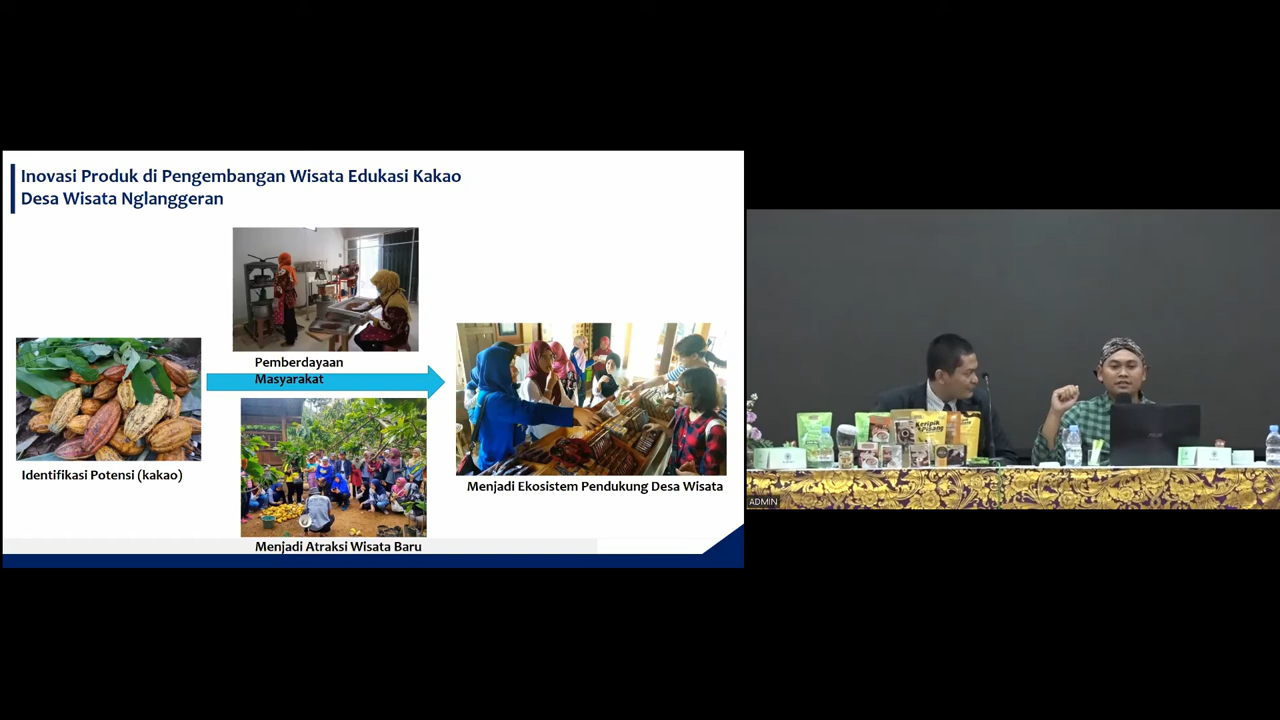 Inovasi Produk di Pengembangan Wisata Edukasi Kakao
Desa Wisata Nglanggeran
Pemberdayaan
Masyarakat
Identifikasi Potensi (kakao)
Menjadi Ekosistem Pendukung Desa Wisata
Menjadi Atraksi Wisata Baru
Keripik
Pisang
ADMIN